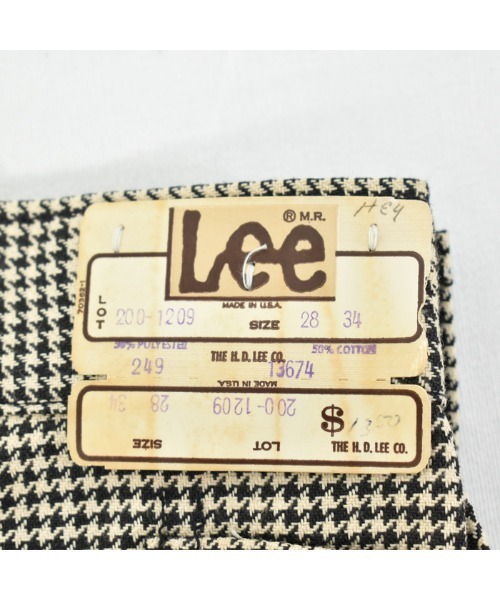 ® M.R.
HE4
Lee
MADE IN U.S.A.
LOT 200-1209 SIZE 28 34
50% POLYESTER 50% COTTON
THE H. D. LEE CO.
249 13674
MADE IN U.S.A.
200-1209 28 34
LOT SIZE
$
THE H. D. LEE CO.